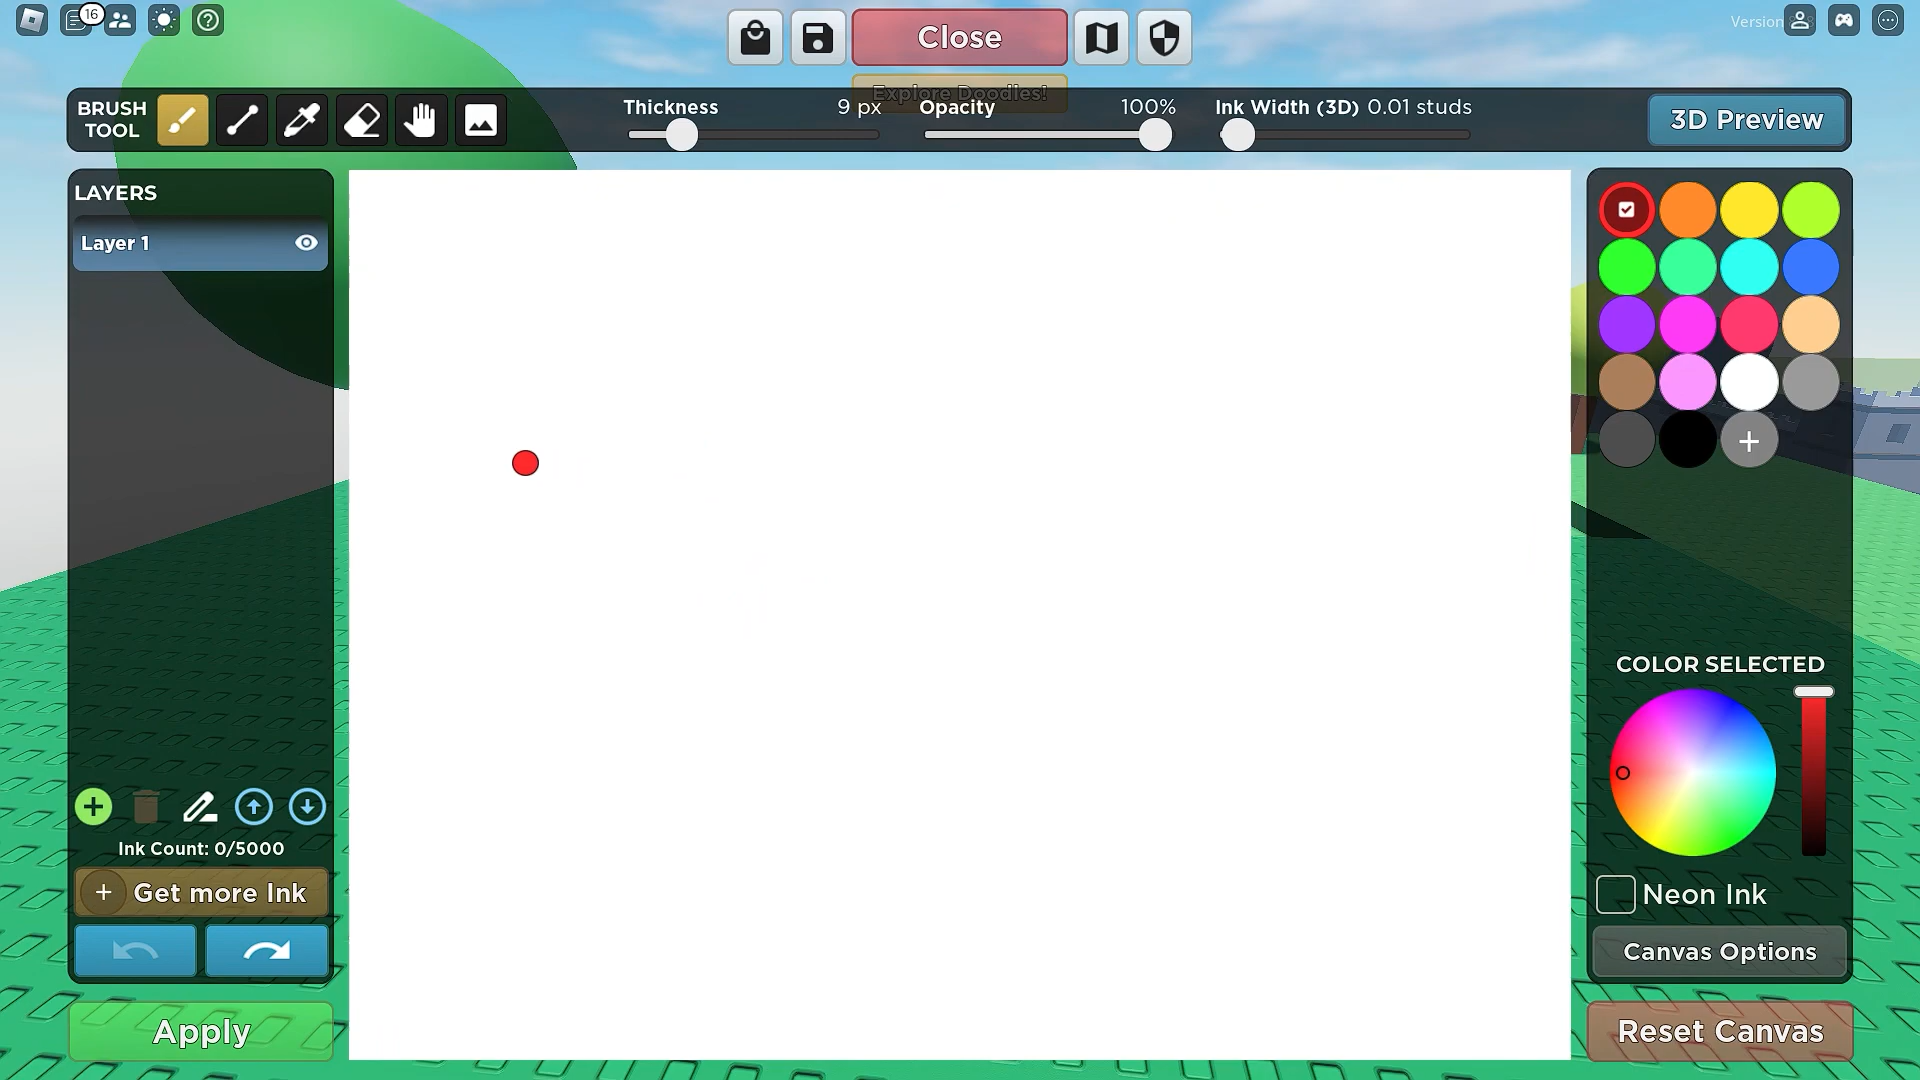 16
Close
Version
Explore Doodles!
BRUSH
TOOL
Thickness 9 px
Opacity 100%
Ink Width (3D) 0.01 studs
3D Preview
LAYERS
Layer 1
COLOR SELECTED
Ink Count: 0/5000
+ Get more Ink
Neon Ink
Canvas Options
Apply
Reset Canvas